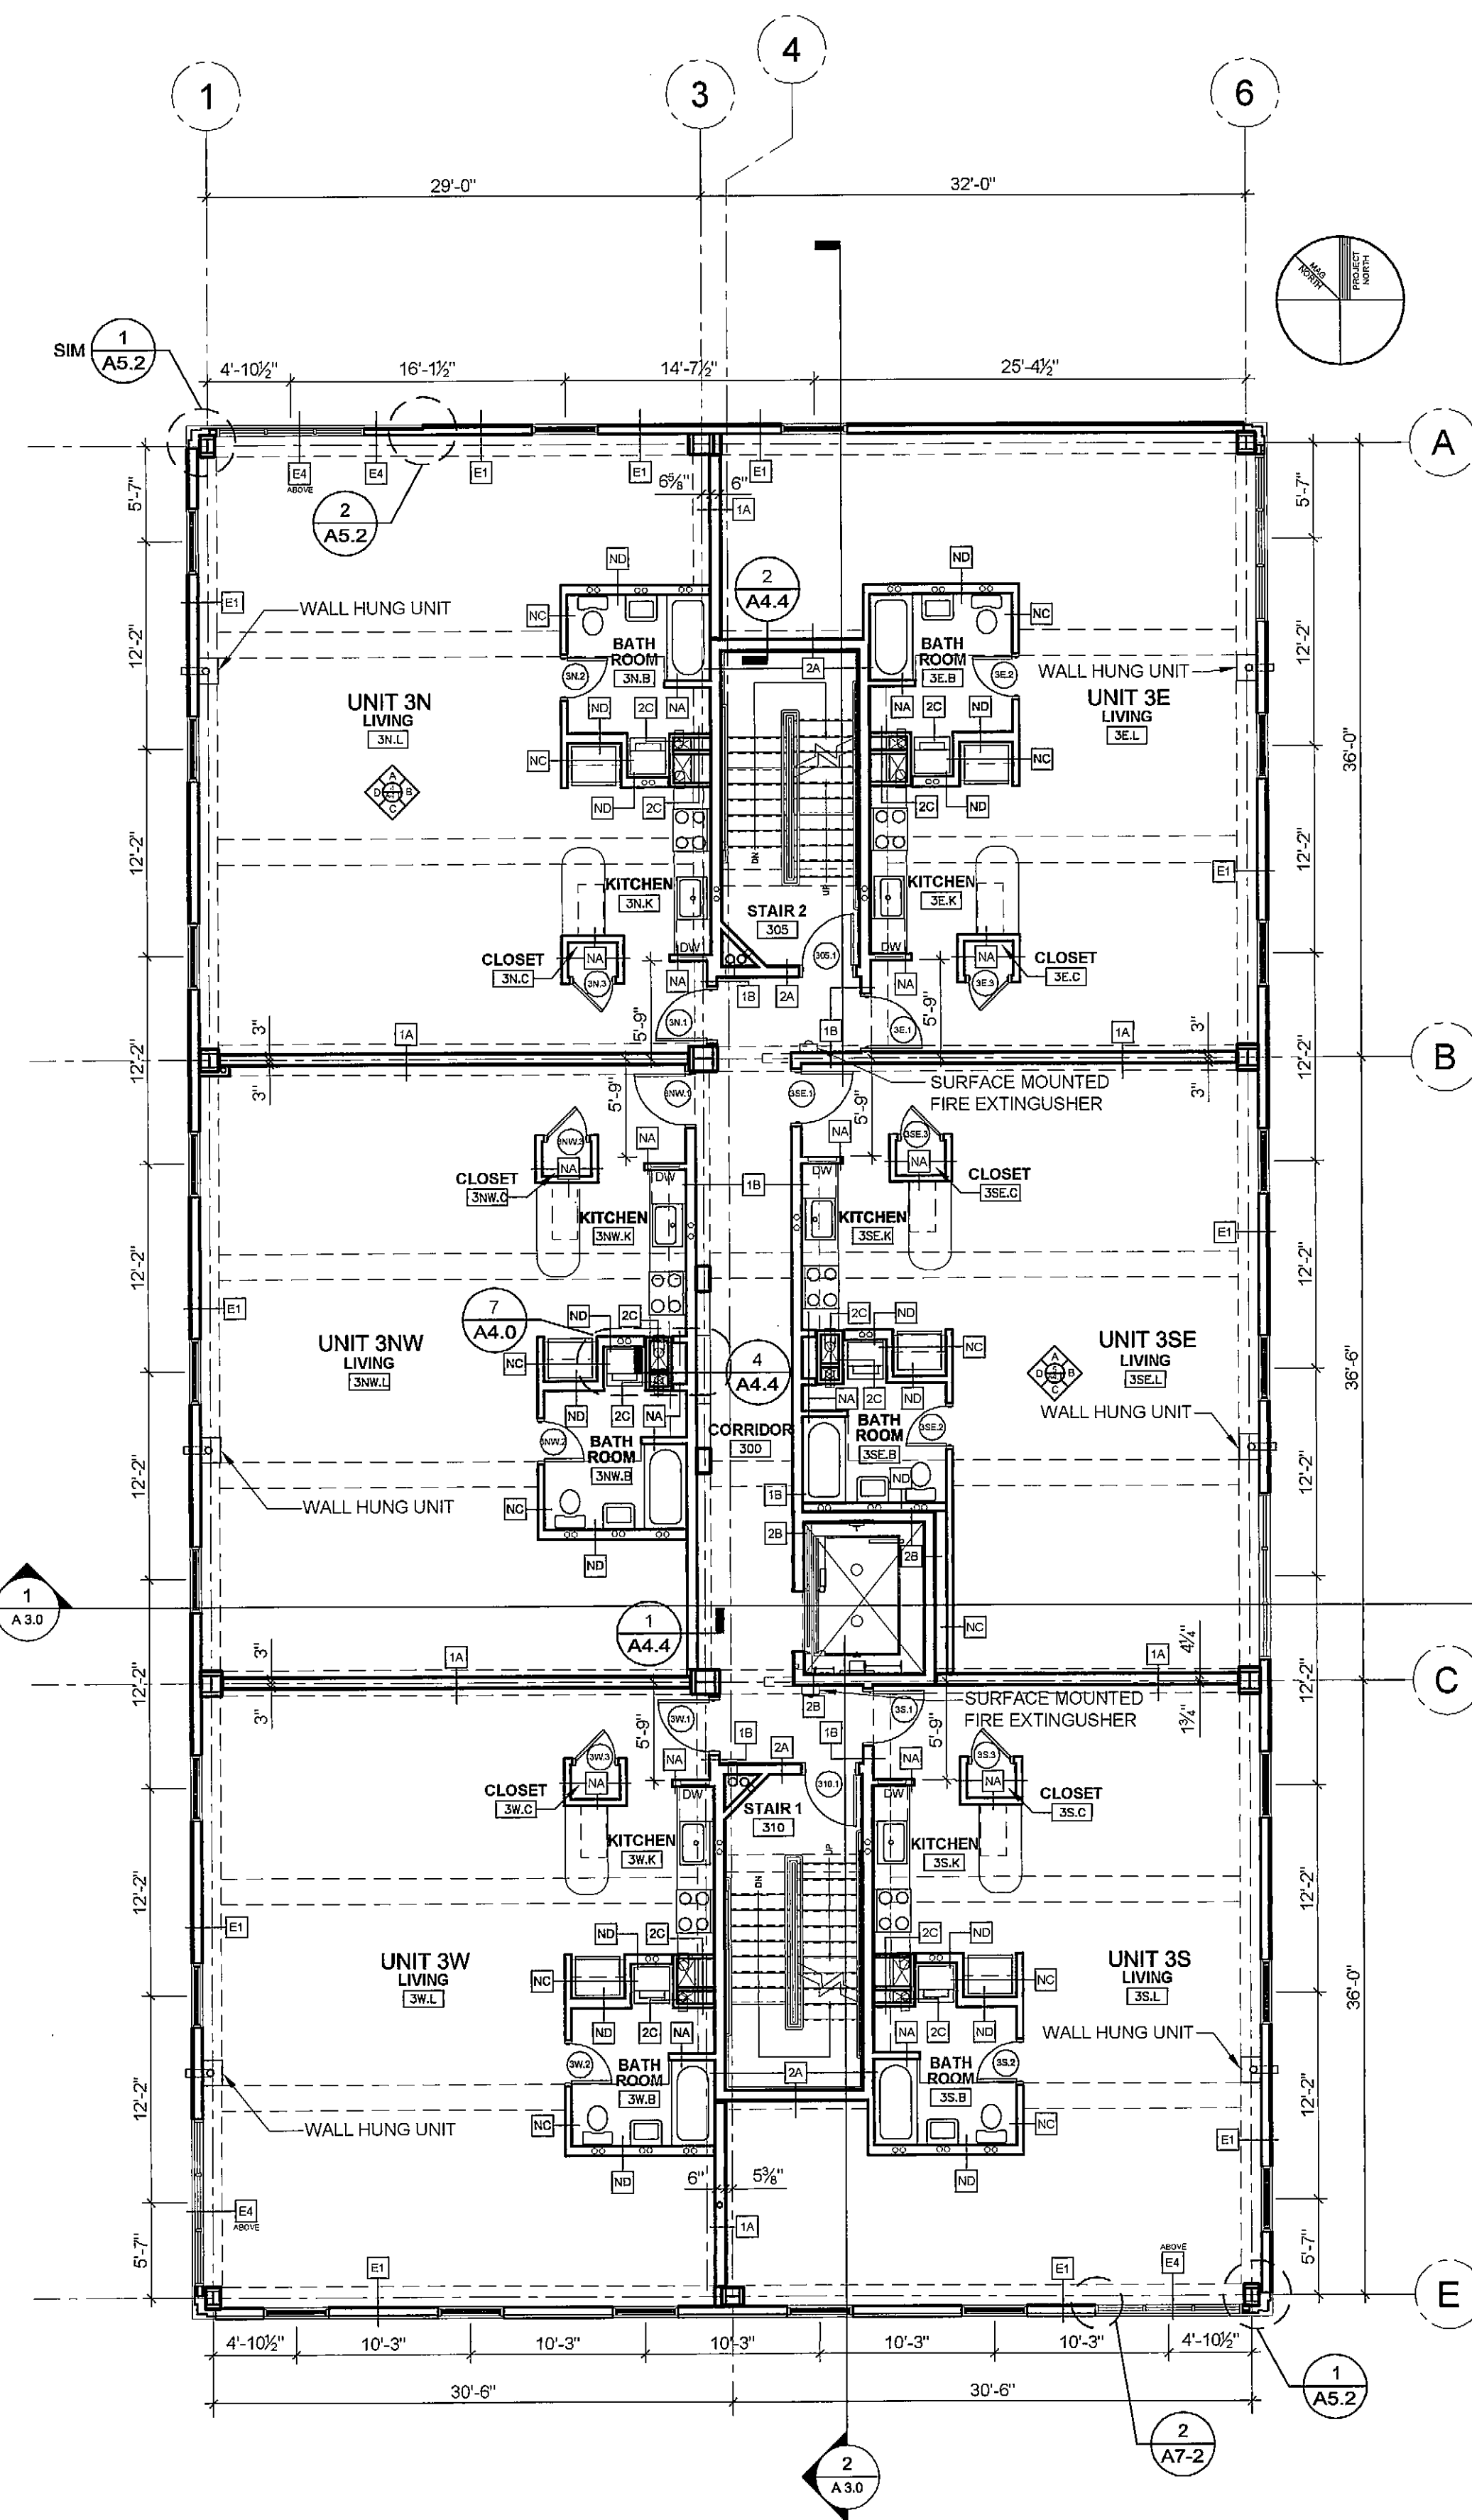 1
3
4
6
29'-0"
32'-0"
MAG NORTH
PROJECT NORTH
SIM
1
A5.2
4'-10½"
16'-1½"
14'-7½"
25'-4½"
A
E4
ABOVE
E4
E1
E1
E1
6⅝"
6"
1A
2
A5.2
5'-7"
5'-7"
ND
ND
2
A4.4
E1
WALL HUNG UNIT
NC
NC
BATH
ROOM
3N.B
BATH
ROOM
3E.B
12'-2"
12'-2"
2A
3N.2
3E.2
WALL HUNG UNIT
UNIT 3N
LIVING
3N.L
UNIT 3E
LIVING
3E.L
ND
2C
NA
NA
2C
ND
36'-0"
NC
NC
A
D
B
C
ND
2C
2C
ND
12'-2"
12'-2"
DN
UP
E1
KITCHEN
3N.K
KITCHEN
3E.K
STAIR 2
305
DW
DW
CLOSET
3N.C
NA
3N.3
305.1
NA
3E.3
CLOSET
3E.C
NA
1B
2A
NA
5'-9"
5'-9"
3N.1
1B
3E.1
1A
1A
3"
3"
12'-2"
12'-2"
B
3"
3"
SURFACE MOUNTED
FIRE EXTINGUSHER
5'-9"
3NW.1
3SE.1
5'-9"
3NW.3
NA
NA
3SE.3
NA
NA
CLOSET
3NW.C
CLOSET
3SE.C
DW
DW
1B
KITCHEN
3NW.K
KITCHEN
3SE.K
E1
12'-2"
12'-2"
E1
7
A4.0
ND
2C
2C
ND
UNIT 3NW
LIVING
3NW.L
UNIT 3SE
LIVING
3SE.L
NC
4
A4.4
NC
A
D
B
C
36'-6"
ND
2C
NA
NA
2C
ND
WALL HUNG UNIT
3NW.2
BATH
ROOM
3NW.B
CORRIDOR
300
BATH
ROOM
3SE.B
3SE.2
12'-2"
12'-2"
WALL HUNG UNIT
NC
1B
ND
ND
2B
2B
1
A 3.0
1
A4.4
NC
1A
1A
3"
4¼"
12'-2"
12'-2"
C
3"
1¾"
2B
SURFACE MOUNTED
FIRE EXTINGUSHER
3W.1
3S.1
5'-9"
1B
2A
1B
5'-9"
3W.3
NA
NA
3S.3
NA
NA
310.1
CLOSET
3W.C
CLOSET
3S.C
DW
DW
STAIR 1
310
KITCHEN
3W.K
KITCHEN
3S.K
UP
DN
12'-2"
12'-2"
E1
ND
2C
2C
ND
UNIT 3W
LIVING
3W.L
UNIT 3S
LIVING
3S.L
NC
NC
36'-0"
ND
2C
NA
NA
2C
ND
WALL HUNG UNIT
3W.2
BATH
ROOM
3W.B
2A
BATH
ROOM
3S.B
3S.2
12'-2"
12'-2"
WALL HUNG UNIT
NC
NC
E1
ND
ND
6"
5⅜"
E4
ABOVE
1A
5'-7"
5'-7"
E1
E1
ABOVE
E4
E
4'-10½"
10'-3"
10'-3"
10'-3"
10'-3"
10'-3"
4'-10½"
30'-6"
30'-6"
1
A5.2
2
A7-2
2
A 3.0